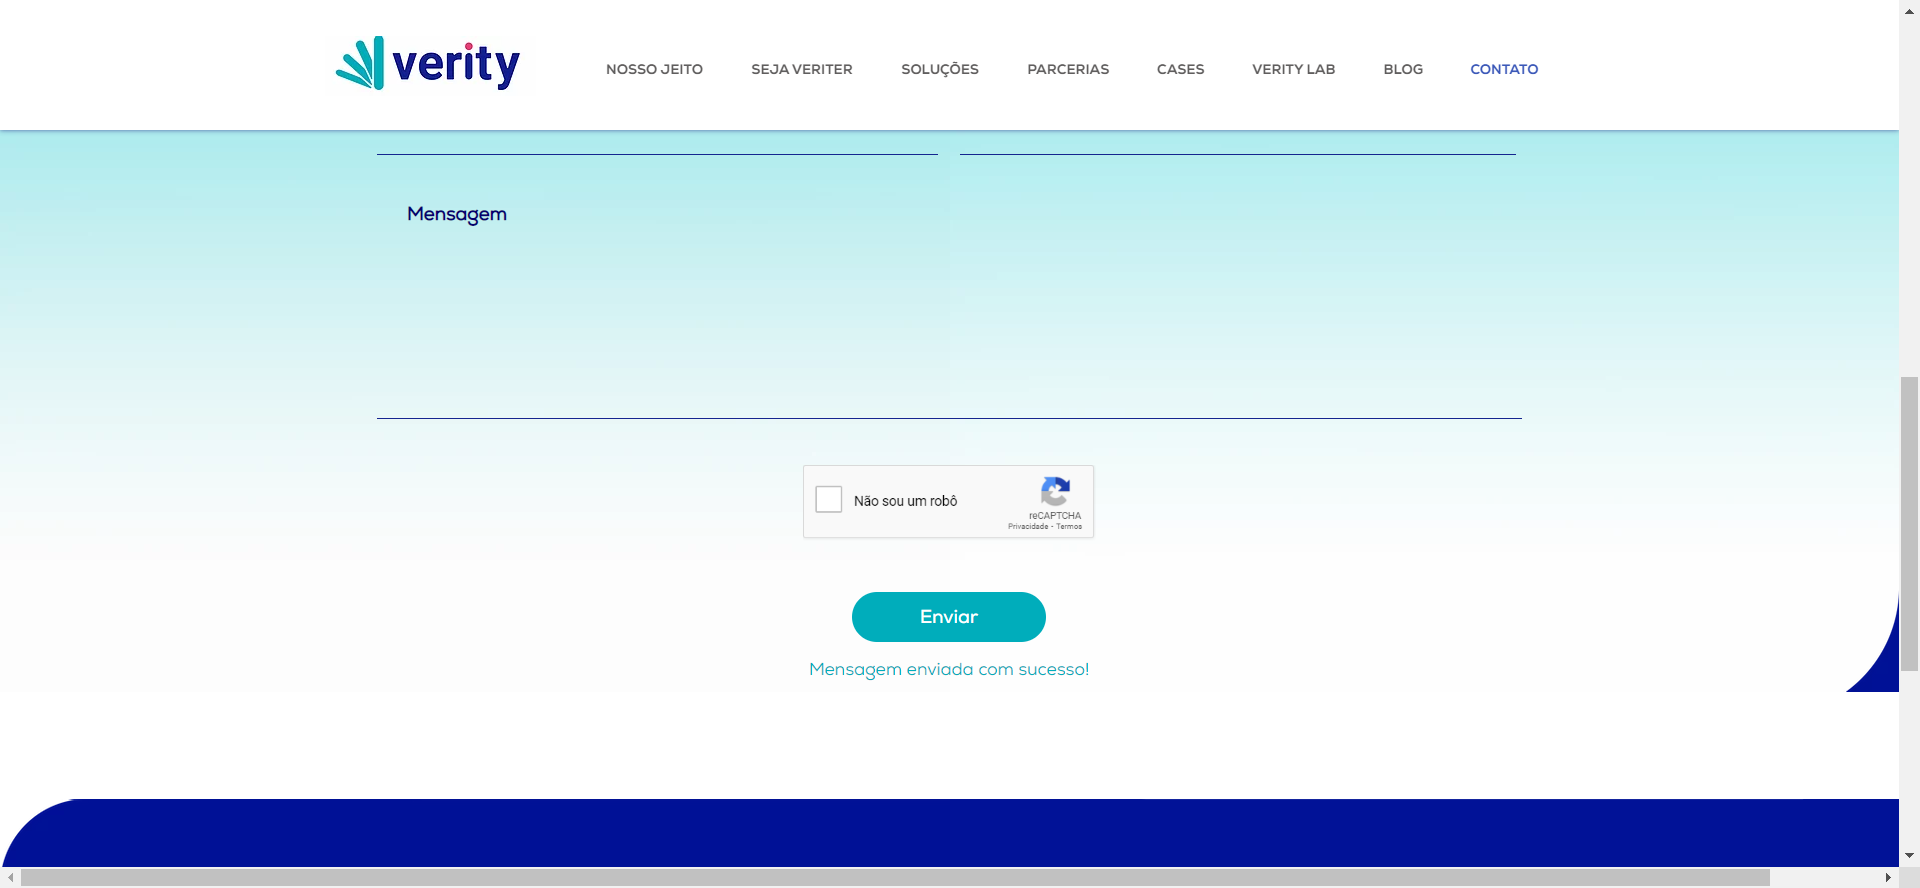 verity
NOSSO JEITO SEJA VERITER SOLUÇÕES PARCERIAS CASES VERITY LAB BLOG CONTATO
Mensagem
Não sou um robô
reCAPTCHA
Privacidade - Termos
Enviar
Mensagem enviada com sucesso!